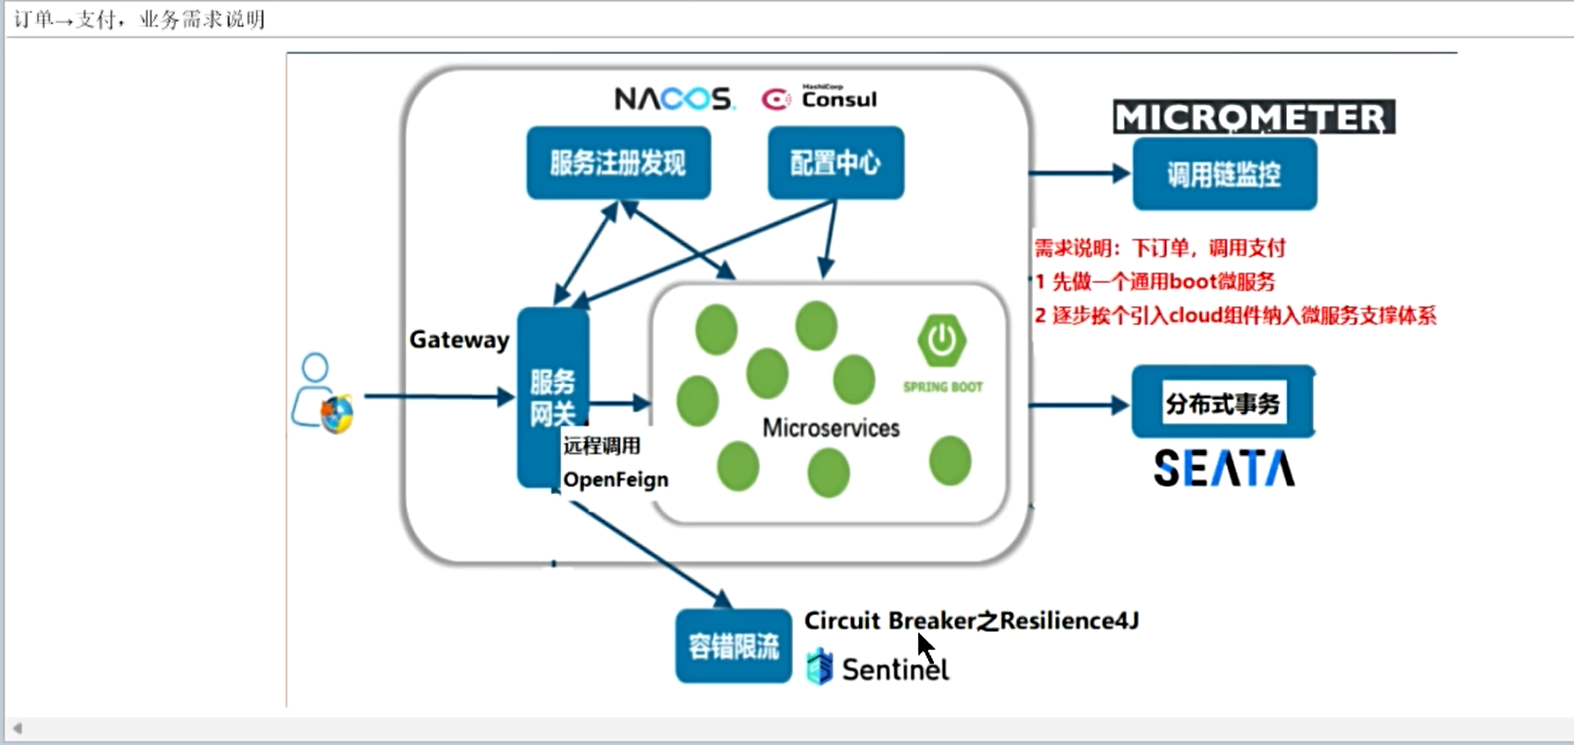 订单→支付，业务需求说明
NACOS.
HashiCorp
Consul
MICROMETER
服务注册发现
配置中心
调用链监控
需求说明：下订单，调用支付
1 先做一个通用boot微服务
2 逐步挨个引入cloud组件纳入微服务支撑体系
Gateway
服务
网关
SPRING BOOT
Microservices
远程调用
OpenFeign
分布式事务
SEATA
容错限流
Circuit Breaker之Resilience4J
Sentinel